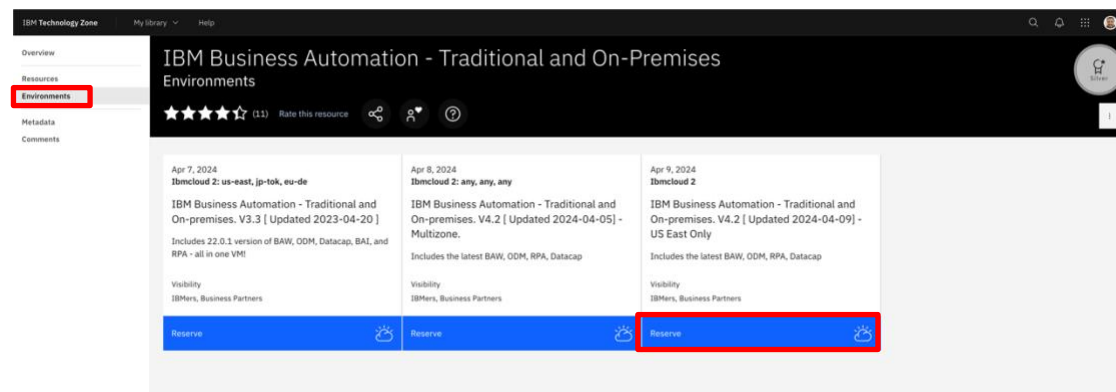 IBM Technology Zone My library Help
Overview
Resources
Environments
Metadata
Comments
IBM Business Automation - Traditional and On-Premises
Environments
(11) Rate this resource
Silver
Apr 7, 2024
Ibmcloud 2: us-east, jp-tok, eu-de
IBM Business Automation - Traditional and
On-premises. V3.3 [ Updated 2023-04-20 ]
Includes 22.0.1 version of BAW, ODM, Datacap, BAI, and
RPA - all in one VM!
Visibility
IBMers, Business Partners
Reserve
Apr 8, 2024
Ibmcloud 2: any, any, any
IBM Business Automation - Traditional and
On-premises. V4.2 [ Updated 2024-04-05] -
Multizone.
Includes the latest BAW, ODM, RPA, Datacap
Visibility
IBMers, Business Partners
Reserve
Apr 9, 2024
Ibmcloud 2
IBM Business Automation - Traditional and
On-premises. V4.2 [ Updated 2024-04-09] -
US East Only
Includes the latest BAW, ODM, RPA, Datacap
Visibility
IBMers, Business Partners
Reserve